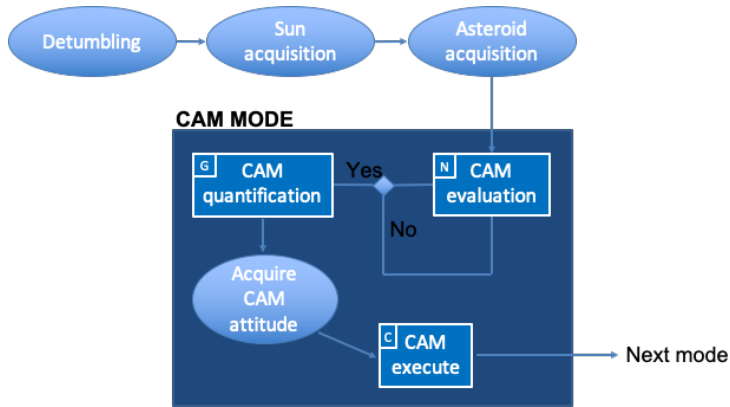 Detumbling
Sun
acquisition
Asteroid
acquisition
CAM MODE
G
CAM
quantification
Yes
N
CAM
evaluation
No
Acquire
CAM
attitude
C
CAM
execute
Next mode